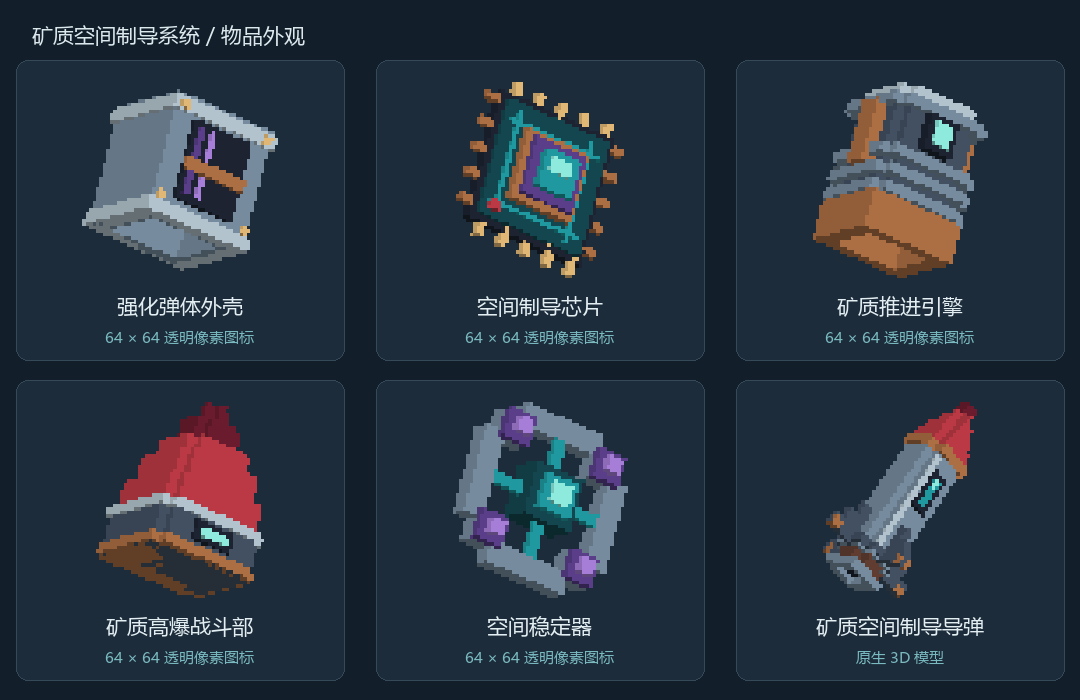 矿质空间制导系统 / 物品外观
强化弹体外壳
64 × 64 透明像素图标
空间制导芯片
64 × 64 透明像素图标
矿质推进引擎
64 × 64 透明像素图标
矿质高爆战斗部
64 × 64 透明像素图标
空间稳定器
64 × 64 透明像素图标
矿质空间制导导弹
原生 3D 模型